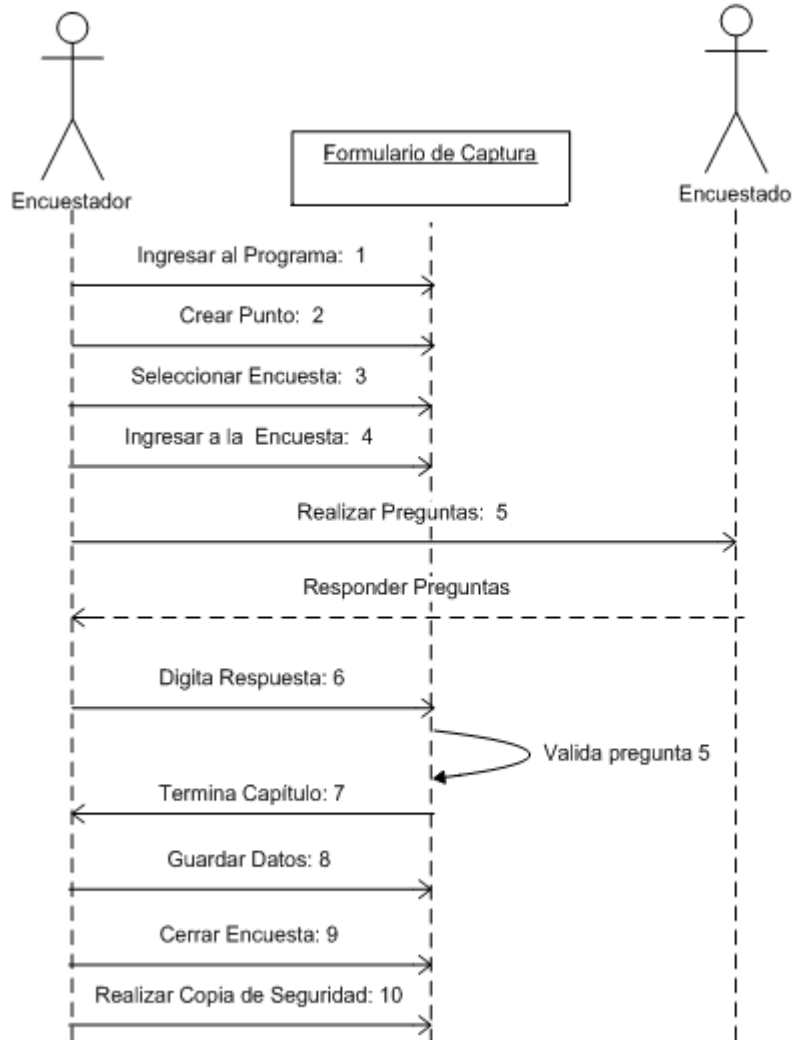 Formulario de Captura
Encuestador
Encuestado
Ingresar al Programa: 1
Crear Punto: 2
Seleccionar Encuesta: 3
Ingresar a la Encuesta: 4
Realizar Preguntas: 5
Responder Preguntas
Digita Respuesta: 6
Valida pregunta 5
Termina Capítulo: 7
Guardar Datos: 8
Cerrar Encuesta: 9
Realizar Copia de Seguridad: 10